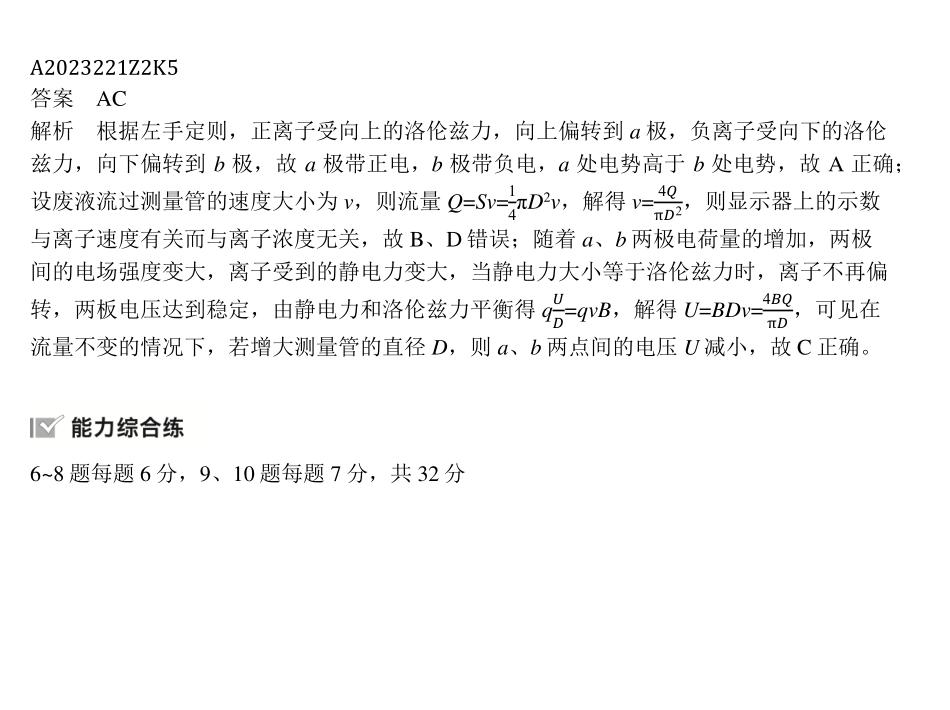 A2023221Z2K5
答案　AC
解析　根据左手定则，正离子受向上的洛伦兹力，向上偏转到 a 极，负离子受向下的洛伦
兹力，向下偏转到 b 极，故 a 极带正电，b 极带负电，a 处电势高于 b 处电势，故 A 正确；
设废液流过测量管的速度大小为 v，则流量 Q=Sv=\frac{1}{4}πD²v，解得 v=\frac{4Q}{πD²}，则显示器上的示数
与离子速度有关而与离子浓度无关，故 B、D 错误；随着 a、b 两极电荷量的增加，两极
间的电场强度变大，离子受到的静电力变大，当静电力大小等于洛伦兹力时，离子不再偏
转，两板电压达到稳定，由静电力和洛伦兹力平衡得 q\frac{U}{D}=qvB，解得 U=BDv=\frac{4BQ}{πD}，可见在
流量不变的情况下，若增大测量管的直径 D，则 a、b 两点间的电压 U 减小，故 C 正确。
能力综合练
6~8 题每题 6 分，9、10 题每题 7 分，共 32 分